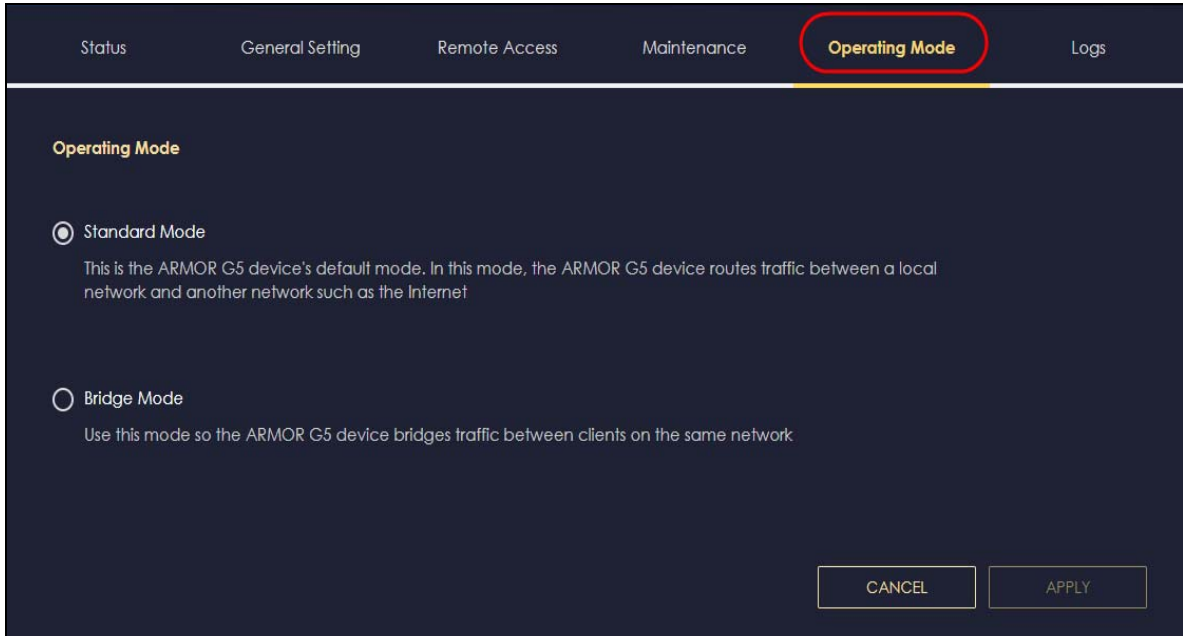 Status General Setting Remote Access Maintenance Operating Mode Logs
Operating Mode
Standard Mode
This is the ARMOR G5 device's default mode. In this mode, the ARMOR G5 device routes traffic between a local
network and another network such as the Internet
Bridge Mode
Use this mode so the ARMOR G5 device bridges traffic between clients on the same network
CANCEL APPLY